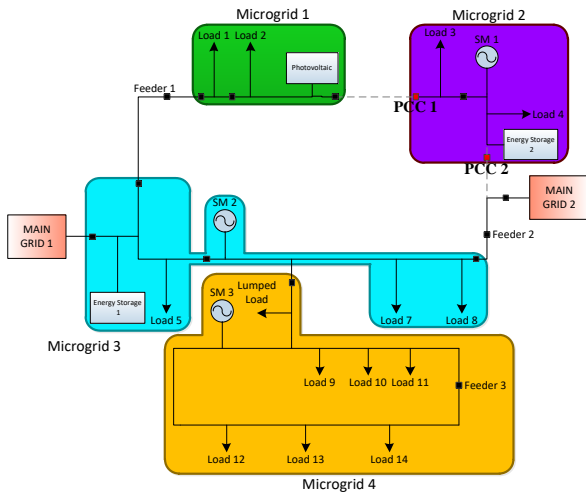 Microgrid 1
Microgrid 2
Load 1
Load 2
Load 3
SM 1
Photovoltaic
Feeder 1
PCC 1
Load 4
Energy Storage
2
PCC 2
MAIN
GRID 2
SM 2
MAIN
GRID 1
Feeder 2
Energy Storage
1
Load 5
SM 3
Lumped
Load
Load 7
Load 8
Microgrid 3
Load 9
Load 10
Load 11
Feeder 3
Load 12
Load 13
Load 14
Microgrid 4